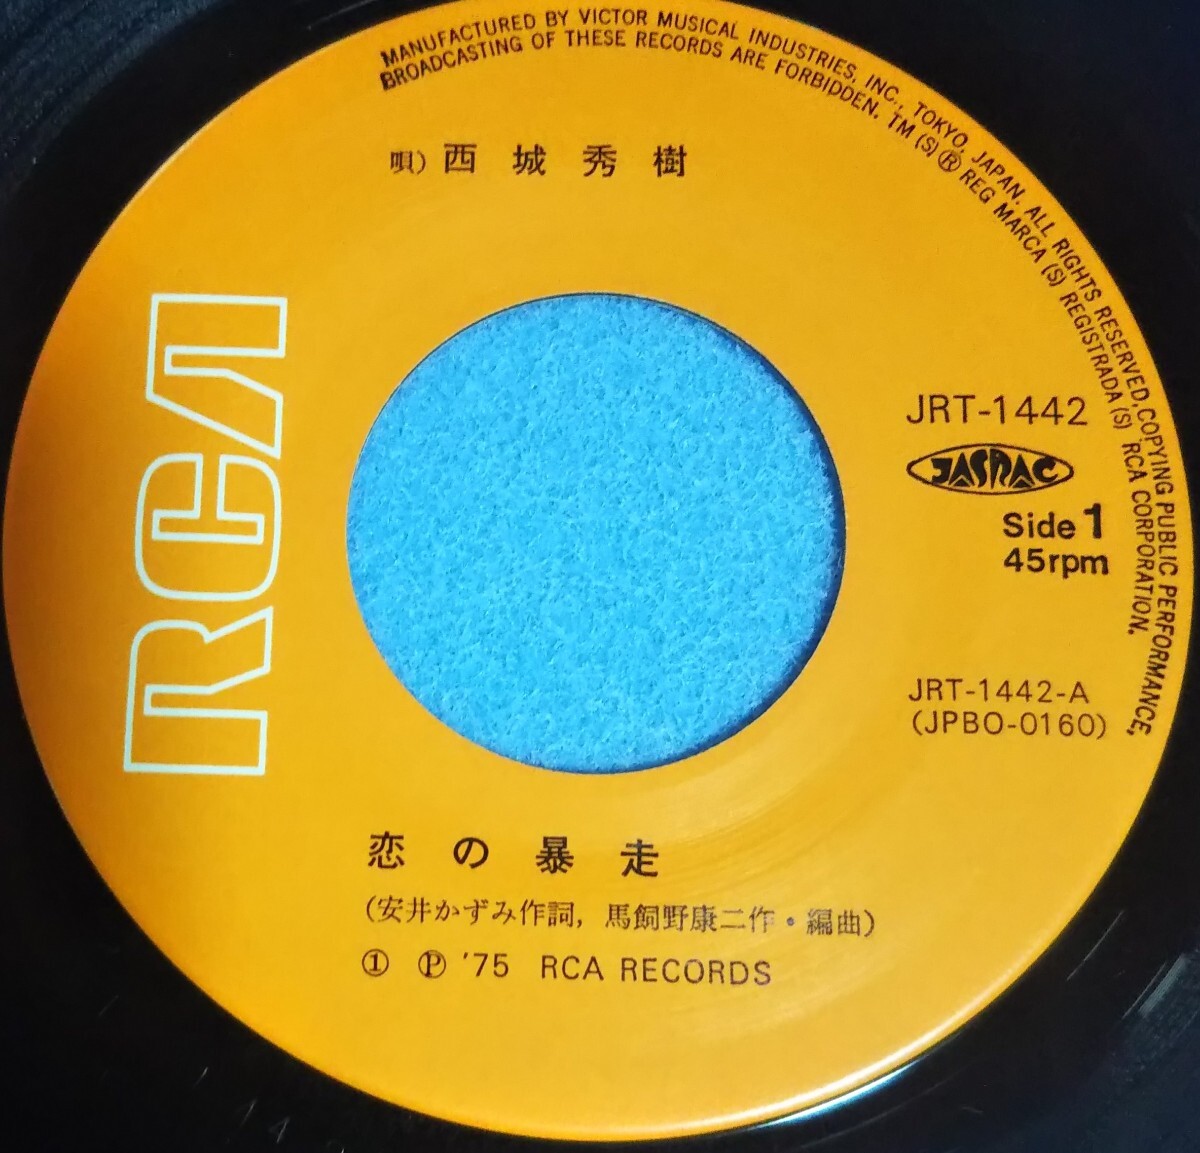 MANUFACTURED BY VICTOR MUSICAL INDUSTRIES, INC., TOKYO, JAPAN. ALL RIGHTS RESERVED, COPYING PUBLIC PERFORMANCE,
BROADCASTING OF THESE RECORDS ARE FORBIDDEN. TM (S) ® REG MARCA (S) REGISTRADA (S) RCA CORPORATION.
唄) 西城秀樹
RCA
JRT-1442
JASRAC
Side 1
45rpm
JRT-1442-A
(JPBO-0160)
恋の暴走
(安井かずみ作詞, 馬飼野康二作・編曲)
① Ⓟ '75 RCA RECORDS